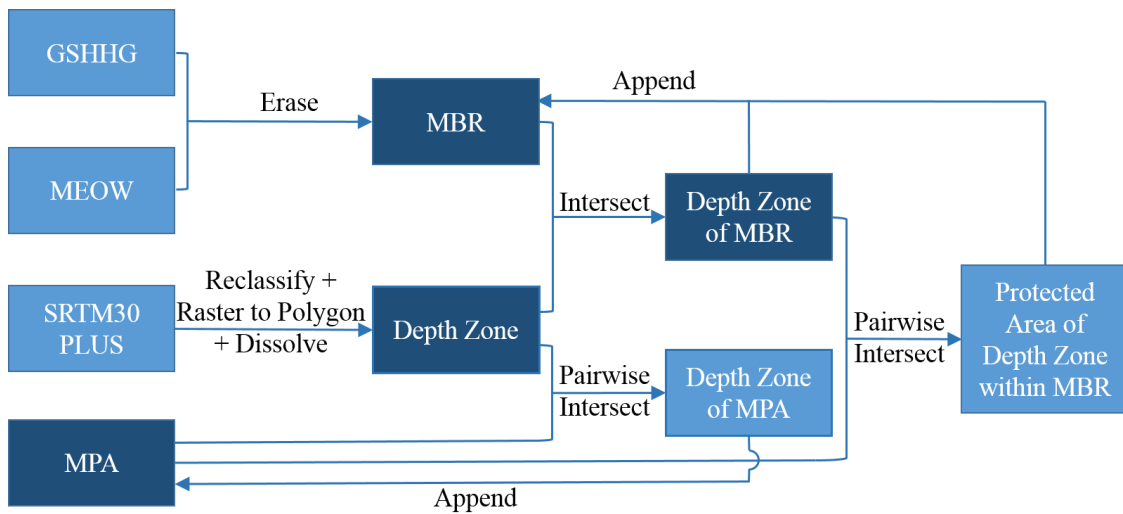 GSHHG
Erase
MBR
Append
MEOW
Intersect
Depth Zone
of MBR
SRTM30
PLUS
Reclassify +
Raster to Polygon
+ Dissolve
Depth Zone
Pairwise
Intersect
Depth Zone
of MPA
Pairwise
Intersect
Protected
Area of
Depth Zone
within MBR
MPA
Append